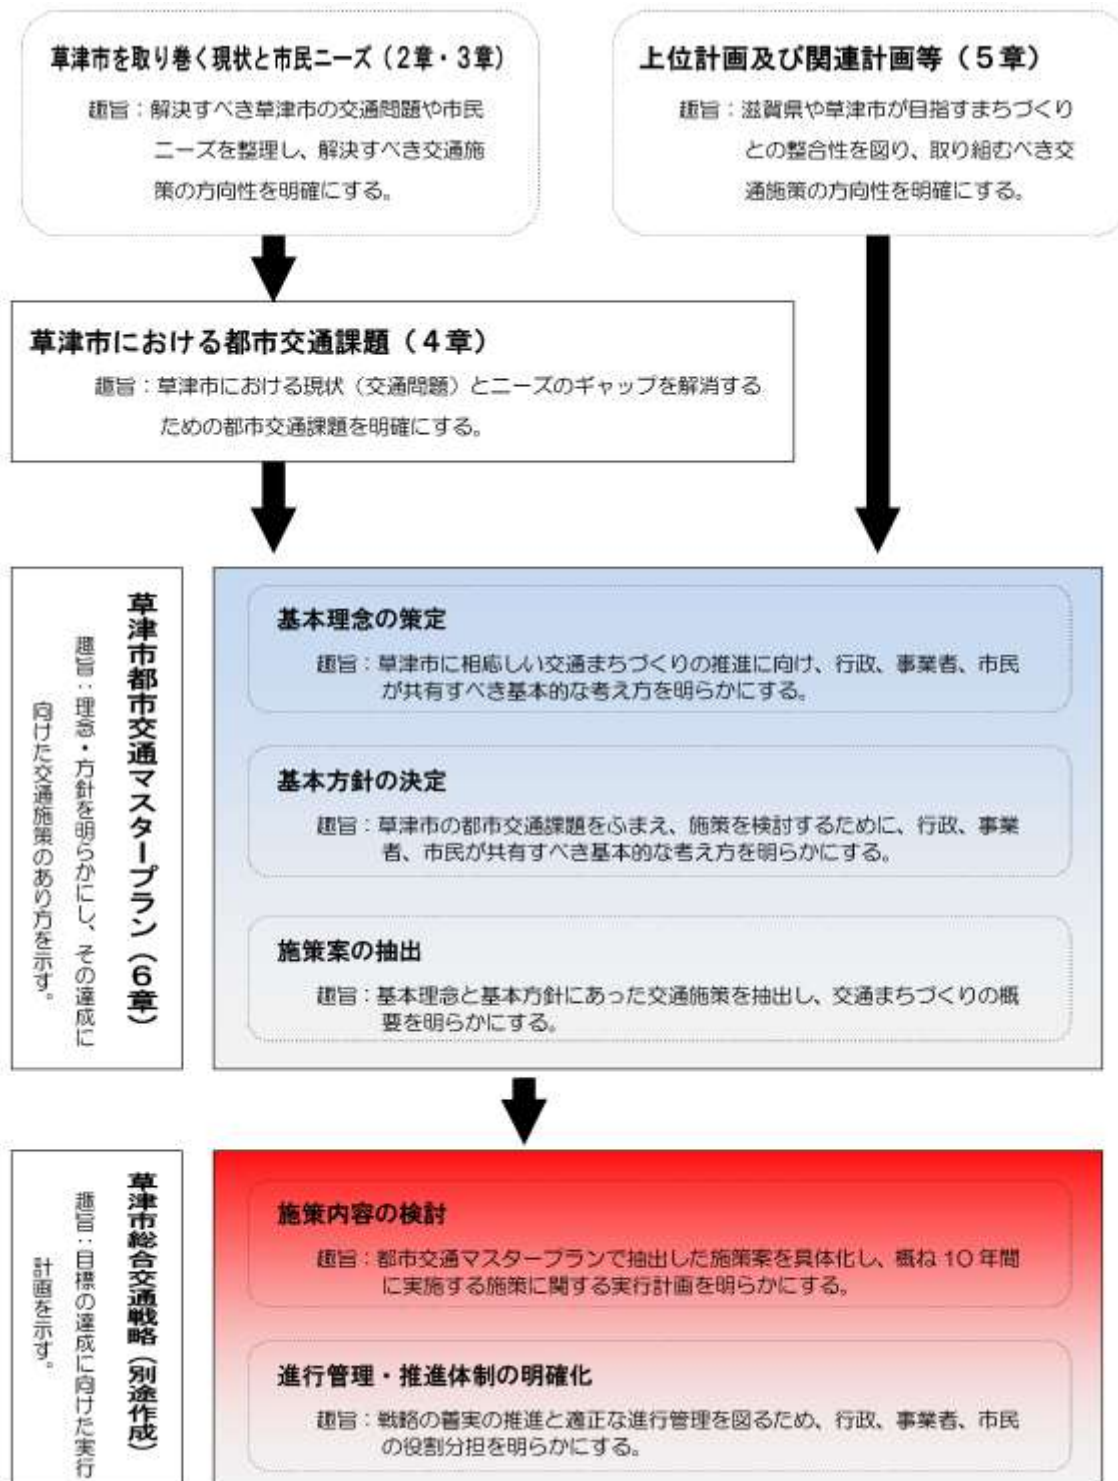 草津市を取り巻く現状と市民ニーズ（2章・3章）
趣旨：解決すべき草津市の交通問題や市民
ニーズを整理し、解決すべき交通施
策の方向性を明確にする。
上位計画及び関連計画等（5章）
趣旨：滋賀県や草津市が目指すまちづくり
との整合性を図り、取り組むべき交
通施策の方向性を明確にする。
草津市における都市交通課題（4章）
趣旨：草津市における現状（交通問題）とニーズのギャップを解消する
ための都市交通課題を明確にする。
草津市都市交通マスタープラン（6章）
趣旨：理念・方針を明らかにし、その達成に
向けた交通施策のあり方を示す。
基本理念の策定
趣旨：草津市に相応しい交通まちづくりの推進に向け、行政、事業者、市民
が共有すべき基本的な考え方を明らかにする。
基本方針の決定
趣旨：草津市の都市交通課題をふまえ、施策を検討するために、行政、事業
者、市民が共有すべき基本的な考え方を明らかにする。
施策案の抽出
趣旨：基本理念と基本方針にあった交通施策を抽出し、交通まちづくりの概
要を明らかにする。
草津市総合交通戦略（別途作成）
趣旨：目標の達成に向けた実行
計画を示す。
施策内容の検討
趣旨：都市交通マスタープランで抽出した施策案を具体化し、概ね10年間
に実施する施策に関する実行計画を明らかにする。
進行管理・推進体制の明確化
趣旨：戦略の着実の推進と適正な進行管理を図るため、行政、事業者、市民
の役割分担を明らかにする。